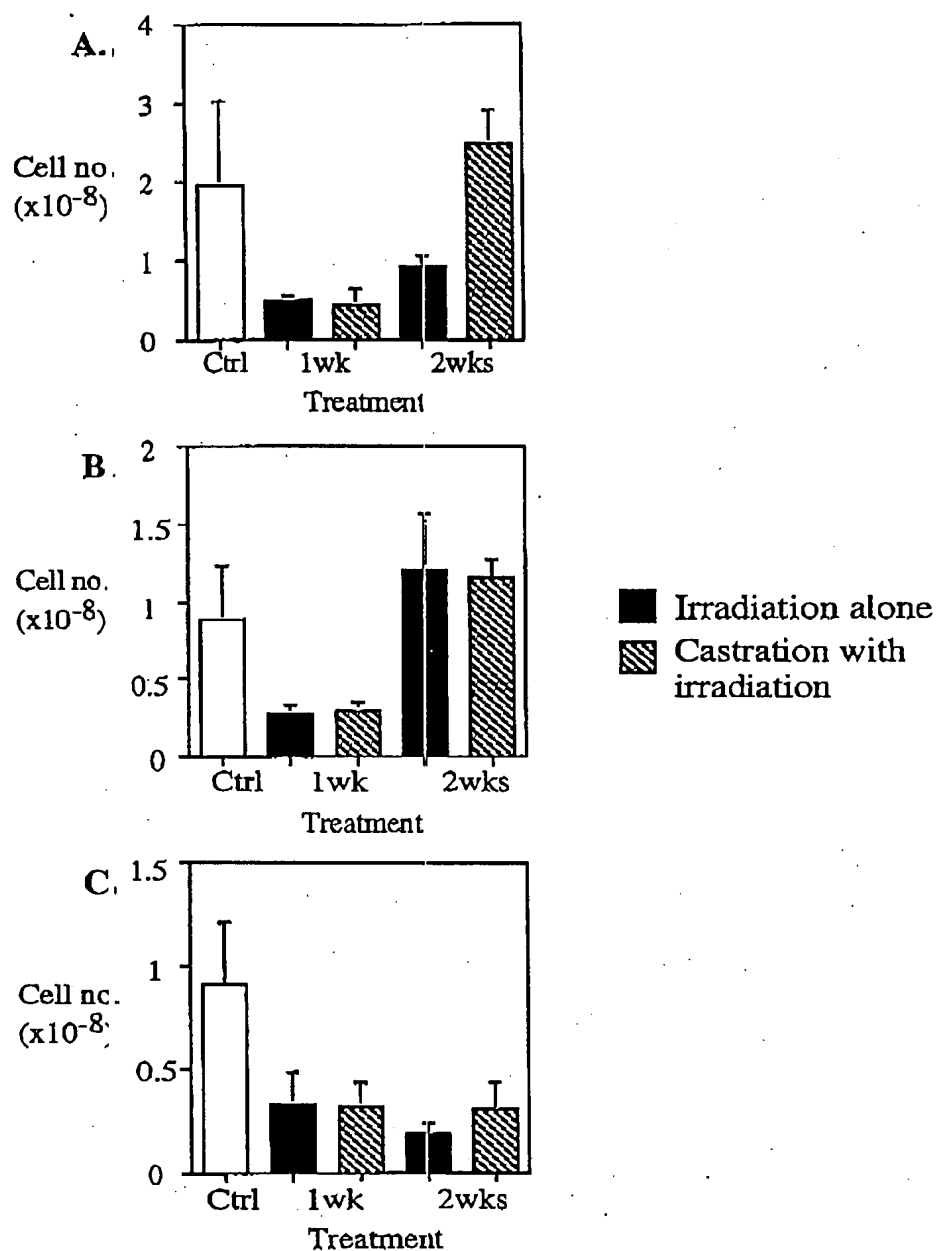 A.
4
3
2
1
0
Cell no.
(x10-8)
Ctrl 1wk 2wks
Treatment
B.
2
1.5
1
0.5
0
Cell no.
(x10-8)
Ctrl 1wk 2wks
Treatment
Irradiation alone
Castration with
irradiation
C.
1.5
1
0.5
0
Cell no.
(x10-8)
Ctrl 1wk 2wks
Treatment